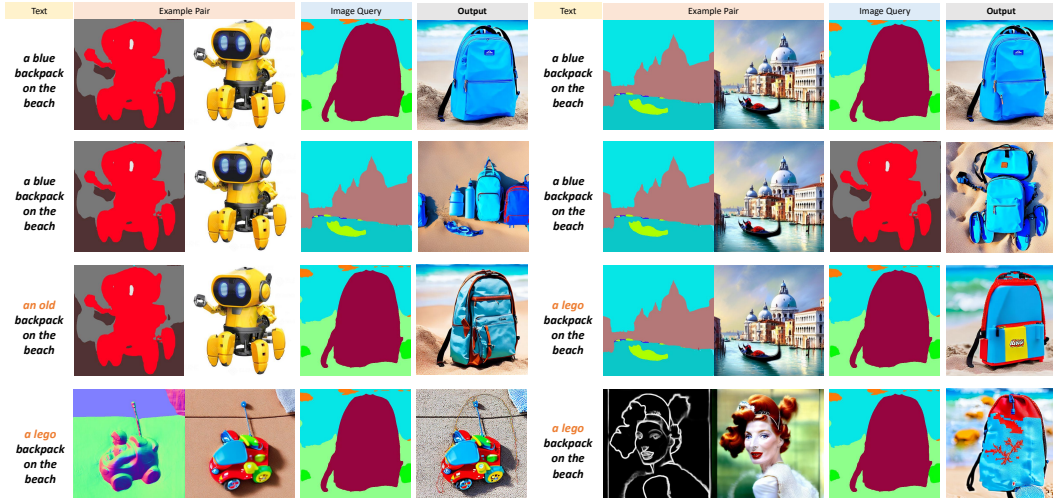 Text Example Pair Image Query Output Text Example Pair Image Query Output
a blue
backpack
on the
beach
a blue
backpack
on the
beach
a blue
backpack
on the
beach
a blue
backpack
on the
beach
an old
backpack
on the
beach
a lego
backpack
on the
beach
a lego
backpack
on the
beach
a lego
backpack
on the
beach